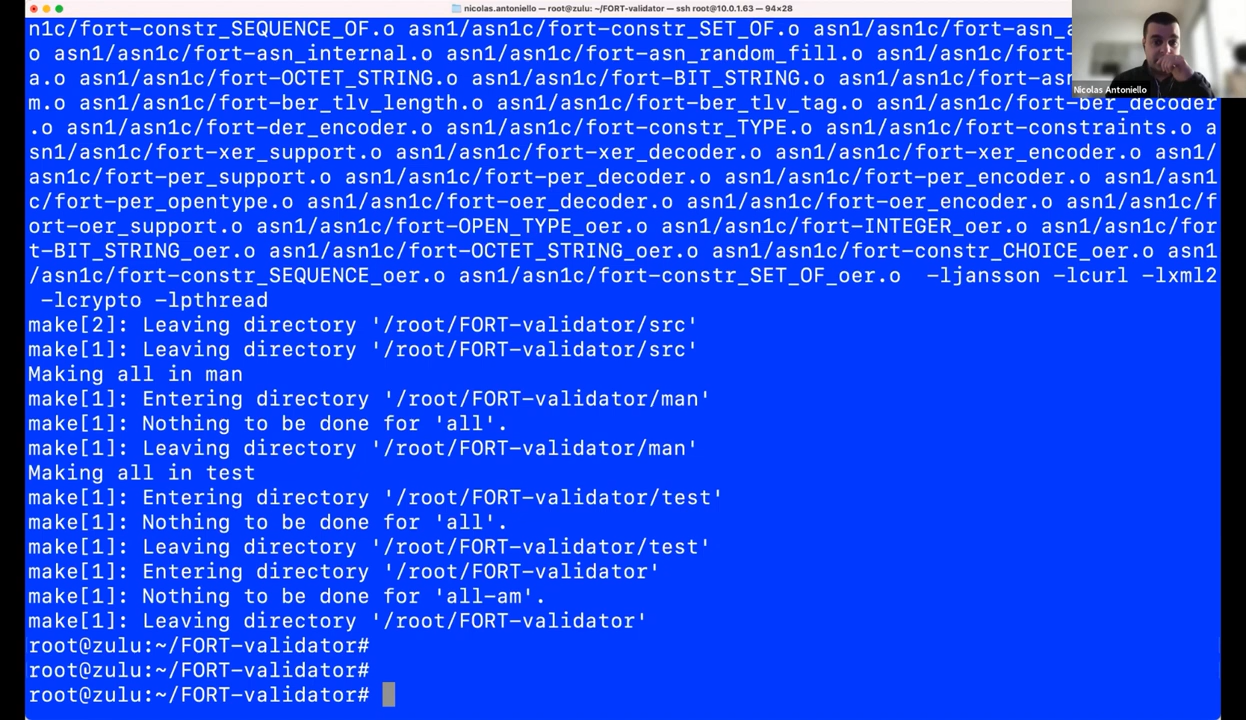 nicolas.antoniello — root@zulu: ~/FORT-validator — ssh root@10.0.1.63 — 94×28
n1c/fort-constr_SEQUENCE_OF.o asn1/asn1c/fort-constr_SET_OF.o asn1/asn1c/fort-asn_
o asn1/asn1c/fort-asn_internal.o asn1/asn1c/fort-asn_random_fill.o asn1/asn1c/fort-
a.o asn1/asn1c/fort-OCTET_STRING.o asn1/asn1c/fort-BIT_STRING.o asn1/asn1c/fort-asn
Nicolas Antoniello
m.o asn1/asn1c/fort-ber_tlv_length.o asn1/asn1c/fort-ber_tlv_tag.o asn1/asn1c/fort-ber_decoder
.o asn1/asn1c/fort-der_encoder.o asn1/asn1c/fort-constr_TYPE.o asn1/asn1c/fort-constraints.o a
sn1/asn1c/fort-xer_support.o asn1/asn1c/fort-xer_decoder.o asn1/asn1c/fort-xer_encoder.o asn1/
asn1c/fort-per_support.o asn1/asn1c/fort-per_decoder.o asn1/asn1c/fort-per_encoder.o asn1/asn1
c/fort-per_opentype.o asn1/asn1c/fort-oer_decoder.o asn1/asn1c/fort-oer_encoder.o asn1/asn1c/f
ort-oer_support.o asn1/asn1c/fort-OPEN_TYPE_oer.o asn1/asn1c/fort-INTEGER_oer.o asn1/asn1c/for
t-BIT_STRING_oer.o asn1/asn1c/fort-OCTET_STRING_oer.o asn1/asn1c/fort-constr_CHOICE_oer.o asn1
/asn1c/fort-constr_SEQUENCE_oer.o asn1/asn1c/fort-constr_SET_OF_oer.o  -ljansson -lcurl -lxml2
 -lcrypto -lpthread
make[2]: Leaving directory '/root/FORT-validator/src'
make[1]: Leaving directory '/root/FORT-validator/src'
Making all in man
make[1]: Entering directory '/root/FORT-validator/man'
make[1]: Nothing to be done for 'all'.
make[1]: Leaving directory '/root/FORT-validator/man'
Making all in test
make[1]: Entering directory '/root/FORT-validator/test'
make[1]: Nothing to be done for 'all'.
make[1]: Leaving directory '/root/FORT-validator/test'
make[1]: Entering directory '/root/FORT-validator'
make[1]: Nothing to be done for 'all-am'.
make[1]: Leaving directory '/root/FORT-validator'
root@zulu:~/FORT-validator#
root@zulu:~/FORT-validator#
root@zulu:~/FORT-validator#